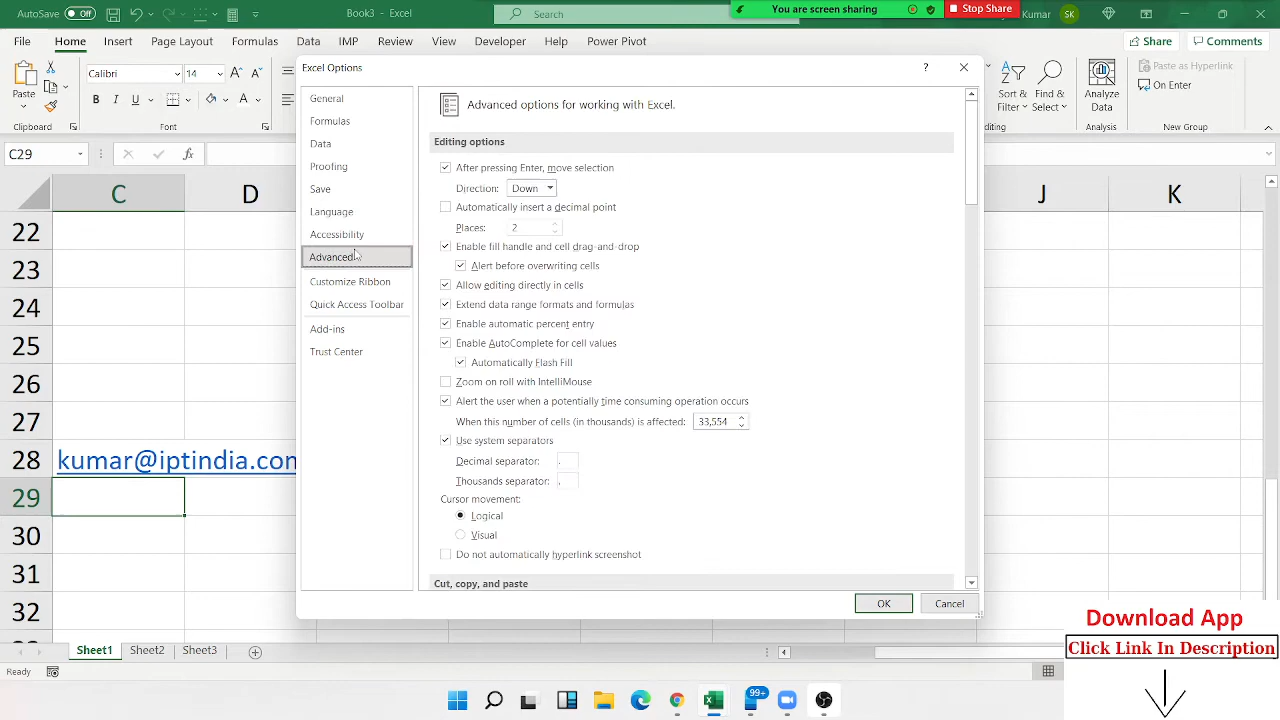 AutoSave Off
Book3 - Excel
Search
You are screen sharing
Stop Share
Kumar SK
File Home Insert Page Layout Formulas Data IMP Review View Developer Help Power Pivot
Share Comments
Paste
Clipboard
Calibri 14
B I U
Font
Sort & Filter
Find & Select
Analyze Data
Analysis
Paste as Hyperlink
On Enter
New Group
C29
fx
Excel Options
General
Formulas
Data
Proofing
Save
Language
Accessibility
Advanced
Customize Ribbon
Quick Access Toolbar
Add-ins
Trust Center
Advanced options for working with Excel.
Editing options
After pressing Enter, move selection
Direction: Down
Automatically insert a decimal point
Places: 2
Enable fill handle and cell drag-and-drop
Alert before overwriting cells
Allow editing directly in cells
Extend data range formats and formulas
Enable automatic percent entry
Enable AutoComplete for cell values
Automatically Flash Fill
Zoom on roll with IntelliMouse
Alert the user when a potentially time consuming operation occurs
When this number of cells (in thousands) is affected: 33,554
Use system separators
Decimal separator: .
Thousands separator: ,
Cursor movement:
Logical
Visual
Do not automatically hyperlink screenshot
Cut, copy, and paste
OK Cancel
C D J K
22
23
24
25
26
27
28 kumar@iptindia.con
29
30
31
32
Sheet1 Sheet2 Sheet3
Ready
99+
Download App
Click Link In Description